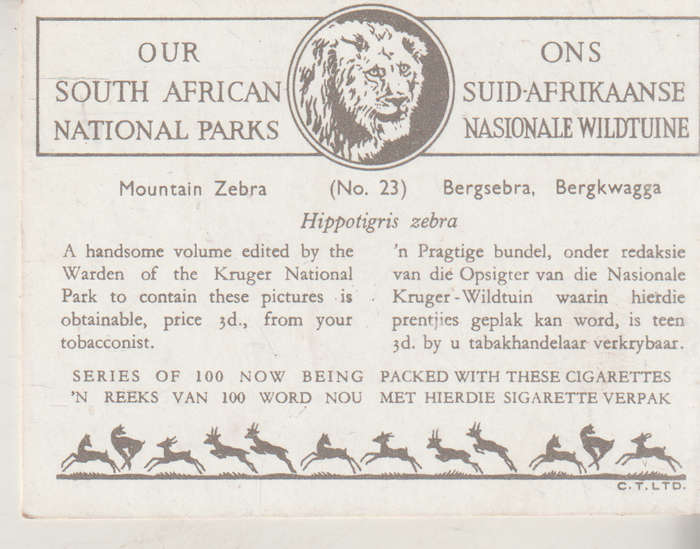 OUR
SOUTH AFRICAN
NATIONAL PARKS
ONS
SUID-AFRIKAANSE
NASIONALE WILDTUINE
Mountain Zebra (No. 23) Bergsebra, Bergkwagga
Hippotigris zebra
A handsome volume edited by the
Warden of the Kruger National
Park to contain these pictures is
obtainable, price 3d., from your
tobacconist.
'n Pragtige bundel, onder redaksie
van die Opsigter van die Nasionale
Kruger-Wildtuin waarin hierdie
prentjies geplak kan word, is teen
3d. by u tabakhandelaar verkrybaar.
SERIES OF 100 NOW BEING PACKED WITH THESE CIGARETTES
'N REEKS VAN 100 WORD NOU MET HIERDIE SIGARETTE VERPAK
C.T.LTD.